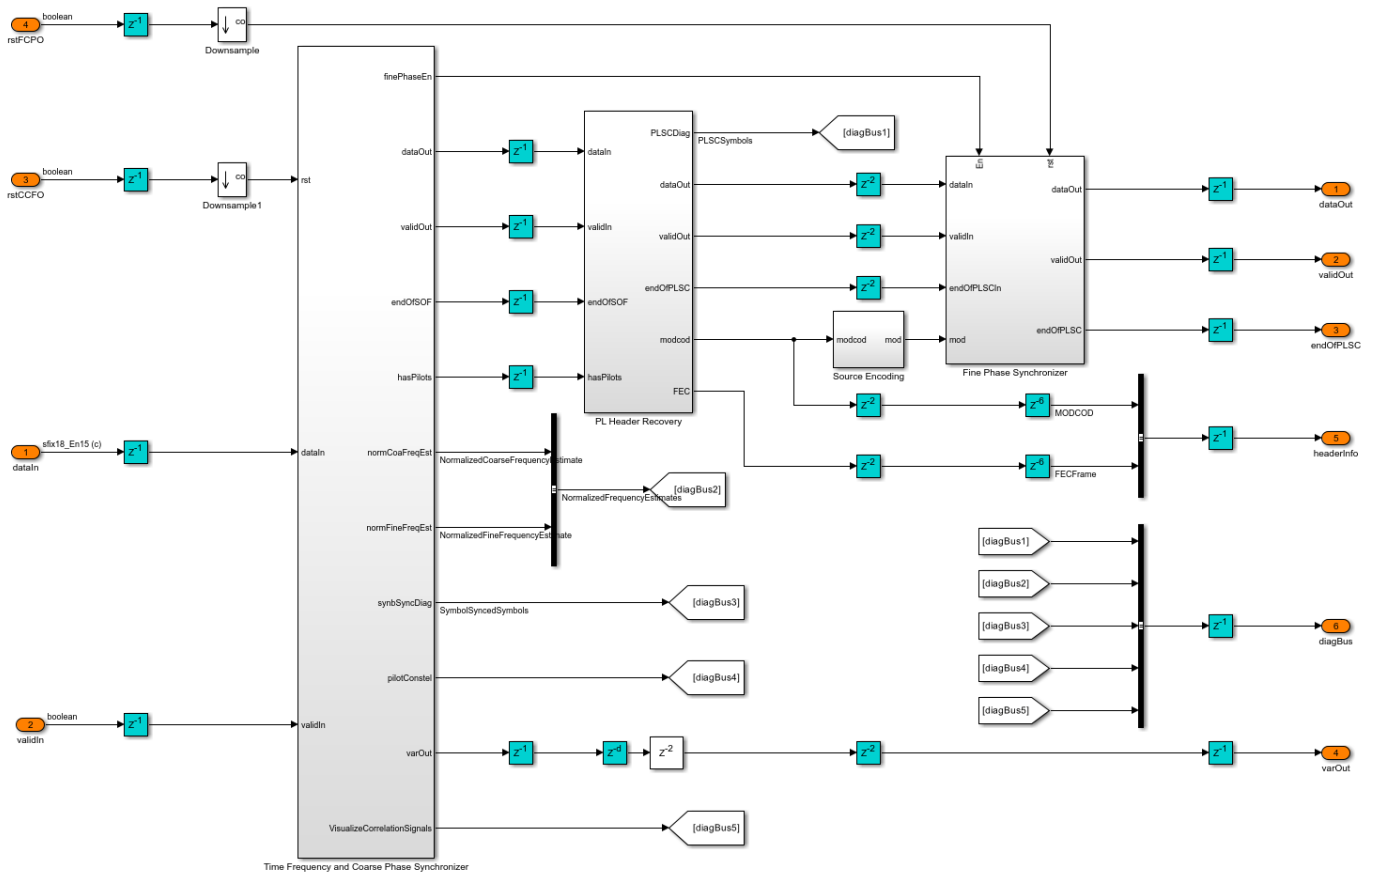 4
boolean
rstFCPO
z-1
co
Downsample
3
boolean
rstCCFO
z-1
co
Downsample1
1
sfix18_En15 (c)
dataIn
z-1
2
boolean
validIn
z-1
rst
dataIn
validIn
finePhaseEn
dataOut
validOut
endOfSOF
hasPilots
normCoaFreqEst
normFineFreqEst
synbSyncDiag
pilotConstel
varOut
VisualizeCorrelationSignals
Time Frequency and Coarse Phase Synchronizer
z-1
z-1
z-1
z-1
dataIn
validIn
endOfSOF
hasPilots
PLSCDiag
dataOut
validOut
endOfPLSC
modcod
FEC
PL Header Recovery
PLSCSymbols
[diagBus1]
z-2
z-2
z-2
modcod
mod
Source Encoding
En
rst
dataIn
validIn
endOfPLSCIn
mod
dataOut
validOut
endOfPLSC
Fine Phase Synchronizer
z-1
1
dataOut
z-1
2
validOut
z-1
3
endOfPLSC
z-2
z-6
MODCOD
z-2
z-6
FECFrame
z-1
5
headerInfo
NormalizedCoarseFrequencyEstimate
NormalizedFrequencyEstimates
[diagBus2]
NormalizedFineFrequencyEstimate
SymbolSyncedSymbols
[diagBus3]
[diagBus4]
[diagBus1]
[diagBus2]
[diagBus3]
[diagBus4]
[diagBus5]
z-1
6
diagBus
z-1
z-d
z-2
z-2
z-1
4
varOut
[diagBus5]